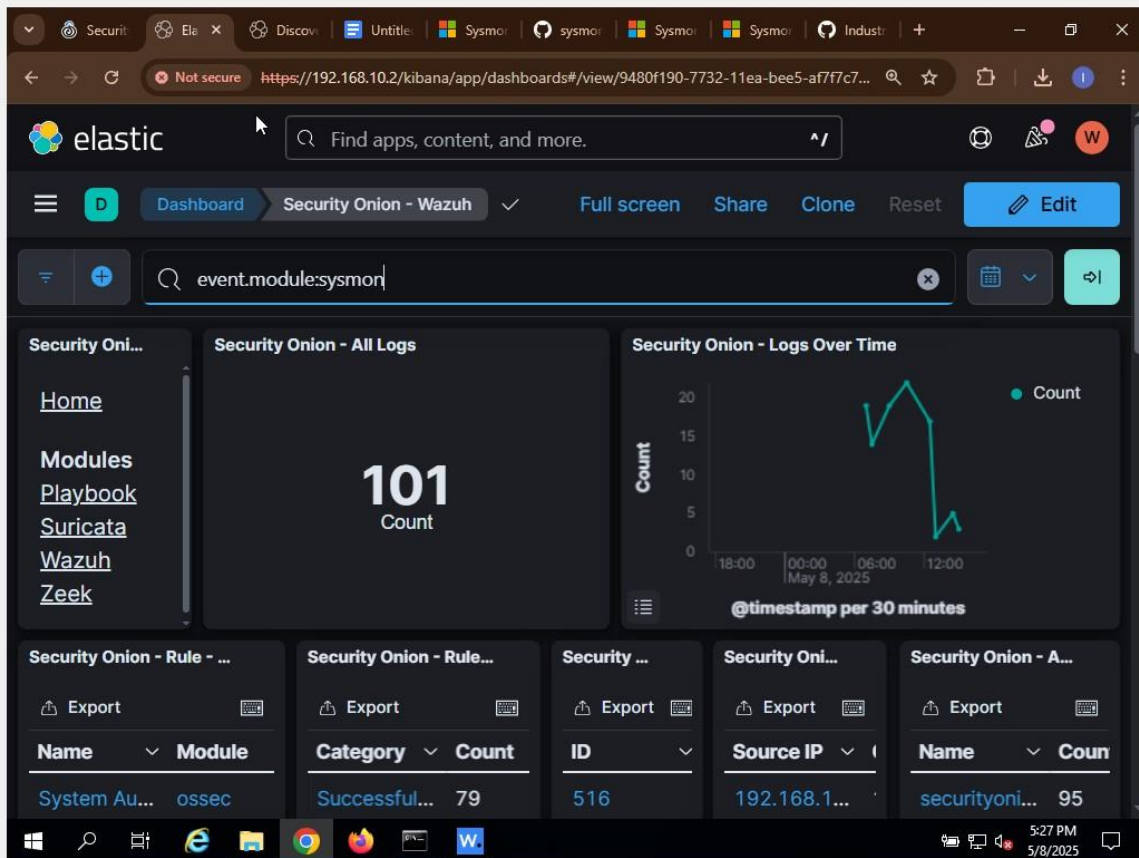 Securit
Ela
Discov
Untitle
Sysmor
sysmor
Sysmor
Sysmor
Industr
Not secure
https://192.168.10.2/kibana/app/dashboards#/view/9480f190-7732-11ea-bee5-af7f7c7...
I
elastic
Find apps, content, and more.
^/
W
D
Dashboard
Security Onion - Wazuh
Full screen
Share
Clone
Reset
Edit
event.module:sysmon
Security Oni...
Home
Modules
Playbook
Suricata
Wazuh
Zeek
Security Onion - All Logs
101
Count
Security Onion - Logs Over Time
Count
20
15
10
5
0
Count
18:00 00:00 06:00 12:00
May 8, 2025
@timestamp per 30 minutes
Security Onion - Rule - ...
Export
Name Module
System Au... ossec
Security Onion - Rule...
Export
Category Count
Successful... 79
Security ...
Export
ID
516
Security Oni...
Export
Source IP
192.168.1...
Security Onion - A...
Export
Name Coun
securityoni... 95
W.
5:27 PM
5/8/2025